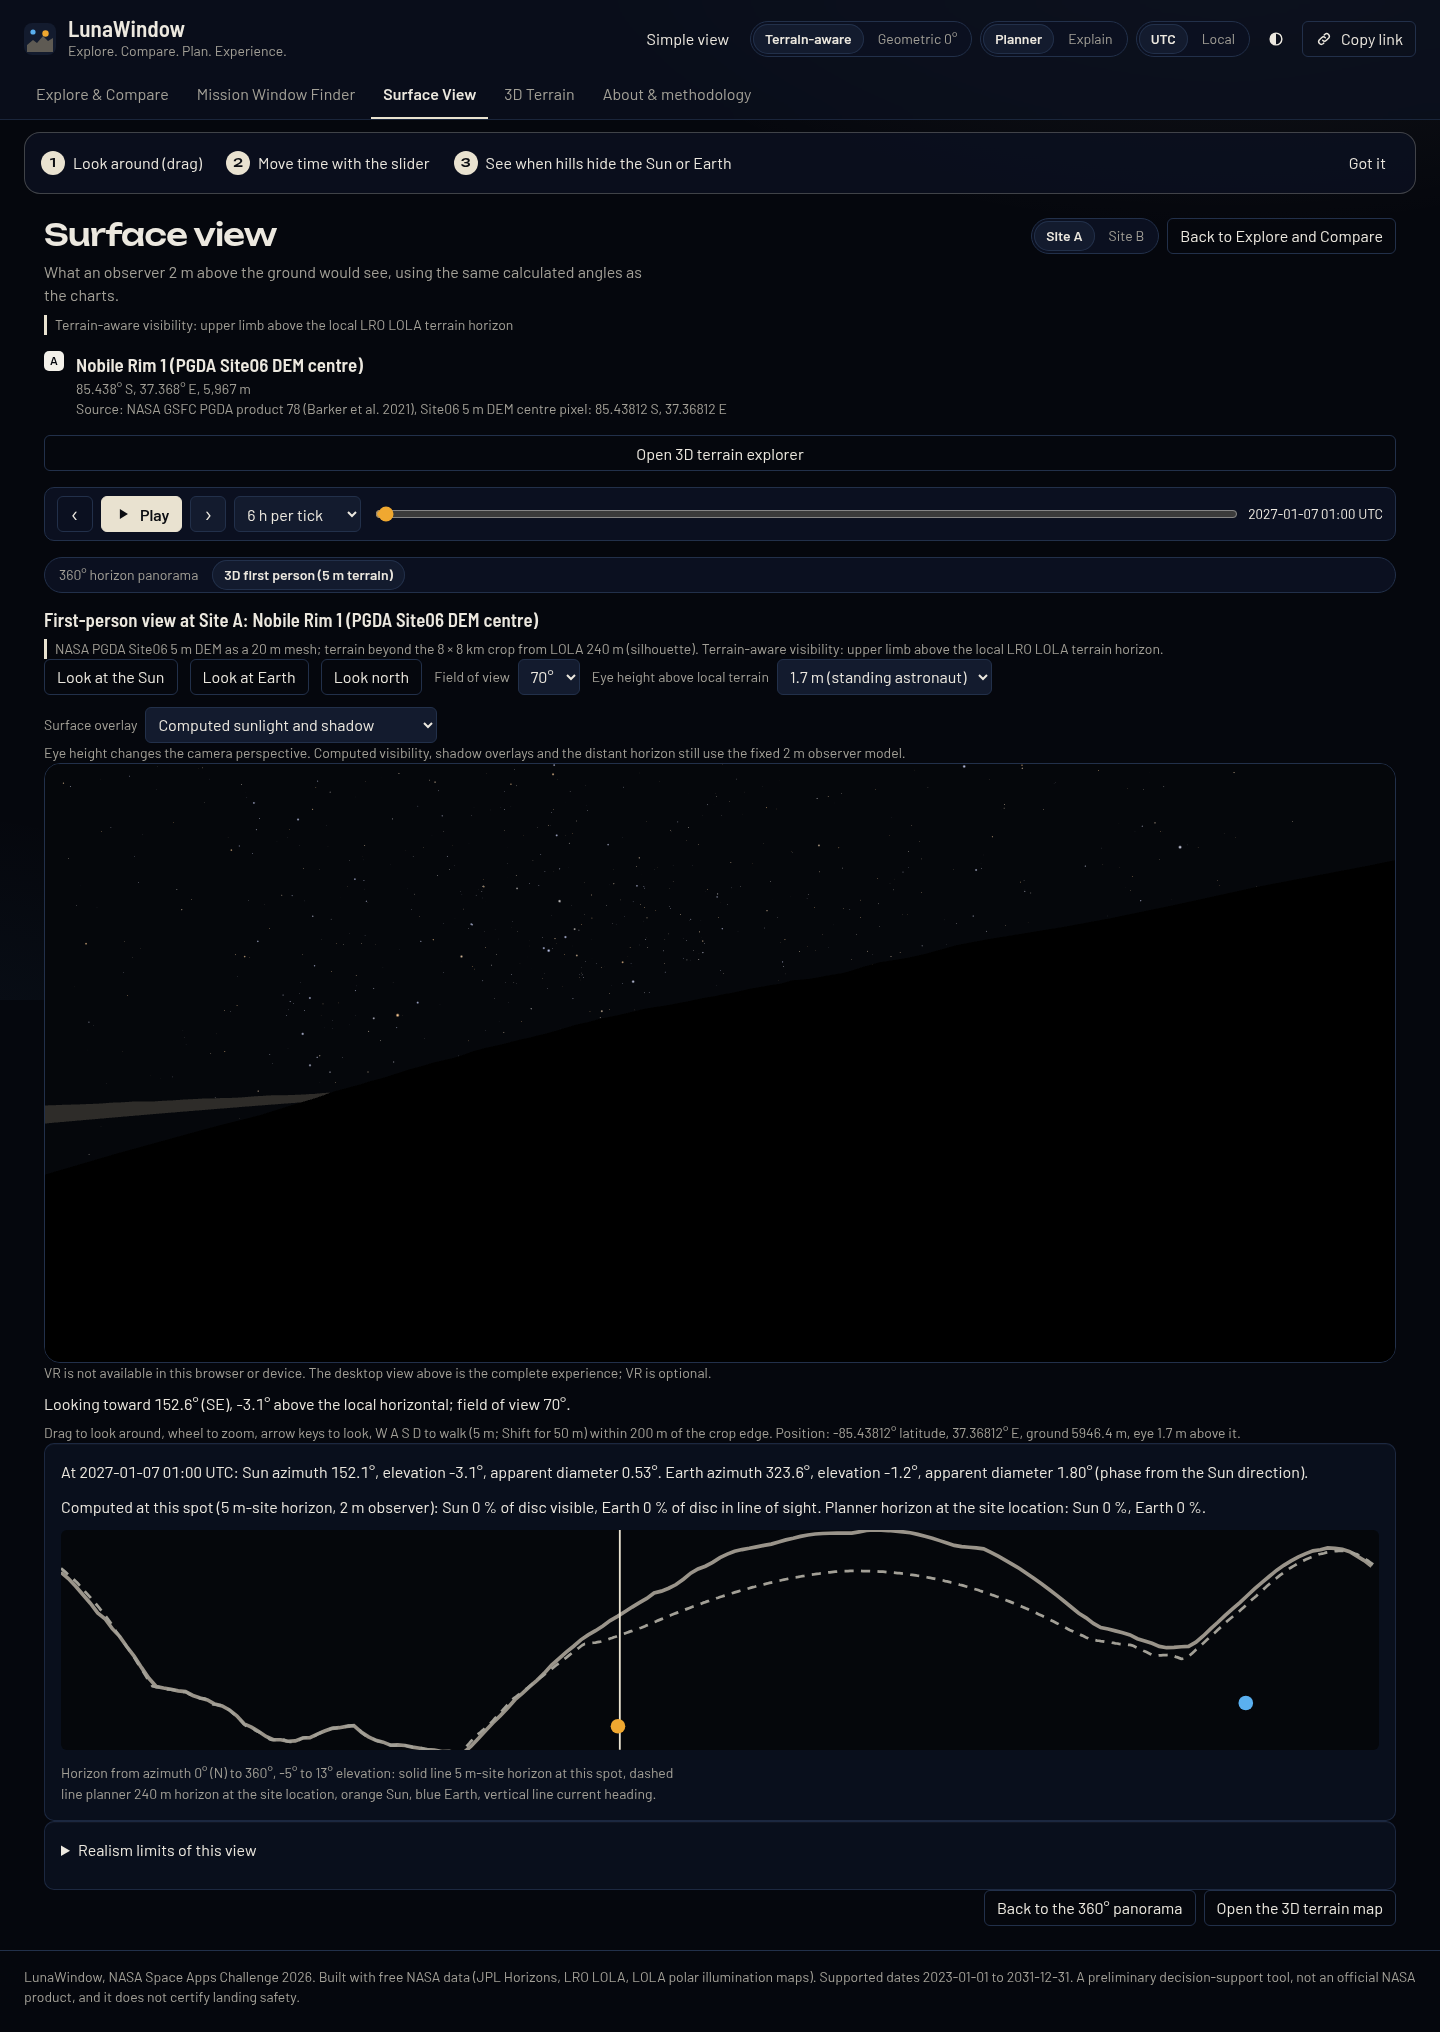 LunaWindow
Explore. Compare. Plan. Experience.
Simple view
Terrain-aware
Geometric 0°
Planner
Explain
UTC
Local
Copy link
Explore & Compare
Mission Window Finder
Surface View
3D Terrain
About & methodology
1 Look around (drag)
2 Move time with the slider
3 See when hills hide the Sun or Earth
Got it
Surface view
Site A
Site B
Back to Explore and Compare
What an observer 2 m above the ground would see, using the same calculated angles as
the charts.
Terrain-aware visibility: upper limb above the local LRO LOLA terrain horizon
A
Nobile Rim 1 (PGDA Site06 DEM centre)
85.438° S, 37.368° E, 5,967 m
Source: NASA GSFC PGDA product 78 (Barker et al. 2021), Site06 5 m DEM centre pixel: 85.43812 S, 37.36812 E
Open 3D terrain explorer
‹
Play
›
6 h per tick
2027-01-07 01:00 UTC
360° horizon panorama
3D first person (5 m terrain)
First-person view at Site A: Nobile Rim 1 (PGDA Site06 DEM centre)
NASA PGDA Site06 5 m DEM as a 20 m mesh; terrain beyond the 8 × 8 km crop from LOLA 240 m (silhouette). Terrain-aware visibility: upper limb above the local LRO LOLA terrain horizon.
Look at the Sun
Look at Earth
Look north
Field of view
70°
Eye height above local terrain
1.7 m (standing astronaut)
Surface overlay
Computed sunlight and shadow
Eye height changes the camera perspective. Computed visibility, shadow overlays and the distant horizon still use the fixed 2 m observer model.
VR is not available in this browser or device. The desktop view above is the complete experience; VR is optional.
Looking toward 152.6° (SE), -3.1° above the local horizontal; field of view 70°.
Drag to look around, wheel to zoom, arrow keys to look, W A S D to walk (5 m; Shift for 50 m) within 200 m of the crop edge. Position: -85.43812° latitude, 37.36812° E, ground 5946.4 m, eye 1.7 m above it.
At 2027-01-07 01:00 UTC: Sun azimuth 152.1°, elevation -3.1°, apparent diameter 0.53°. Earth azimuth 323.6°, elevation -1.2°, apparent diameter 1.80° (phase from the Sun direction).
Computed at this spot (5 m-site horizon, 2 m observer): Sun 0 % of disc visible, Earth 0 % of disc in line of sight. Planner horizon at the site location: Sun 0 %, Earth 0 %.
Horizon from azimuth 0° (N) to 360°, -5° to 13° elevation: solid line 5 m-site horizon at this spot, dashed
line planner 240 m horizon at the site location, orange Sun, blue Earth, vertical line current heading.
Realism limits of this view
Back to the 360° panorama
Open the 3D terrain map
LunaWindow, NASA Space Apps Challenge 2026. Built with free NASA data (JPL Horizons, LRO LOLA, LOLA polar illumination maps). Supported dates 2023-01-01 to 2031-12-31. A preliminary decision-support tool, not an official NASA
product, and it does not certify landing safety.